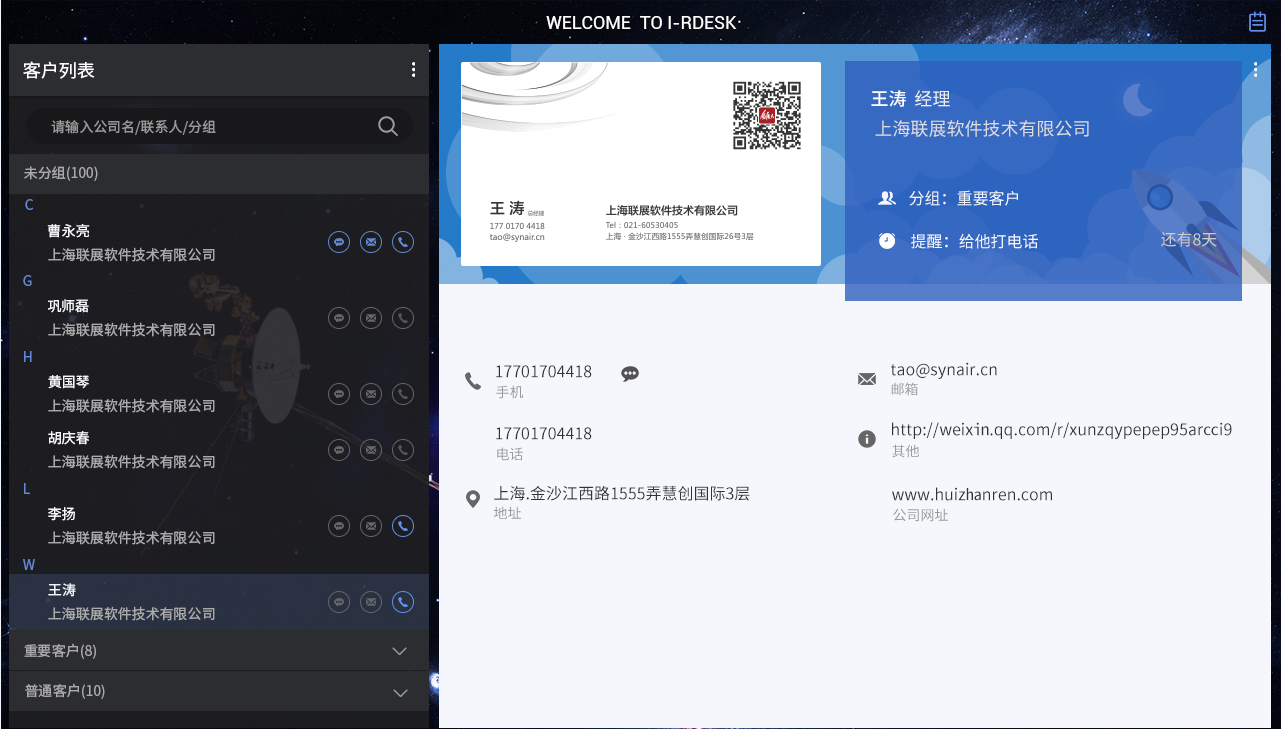 WELCOME TO I-RDESK·
客户列表
请输入公司名/联系人/分组
未分组(100)
C
曹永亮
上海联展软件技术有限公司
G
巩师磊
上海联展软件技术有限公司
H
黄国琴
上海联展软件技术有限公司
胡庆春
上海联展软件技术有限公司
L
李扬
上海联展软件技术有限公司
W
王涛
上海联展软件技术有限公司
重要客户(8)
普通客户(10)
王 涛 总经理
177 0170 4418
tao@synair.cn
上海联展软件技术有限公司
Tel : 021-60530405
上海 · 金沙江西路1555弄慧创国际26号3层
王涛 经理
上海联展软件技术有限公司
分组：重要客户
提醒：给他打电话
还有8天
17701704418
手机
17701704418
电话
上海.金沙江西路1555弄慧创国际3层
地址
tao@synair.cn
邮箱
http://weixin.qq.com/r/xunzqypepep95arcci9
其他
www.huizhanren.com
公司网址